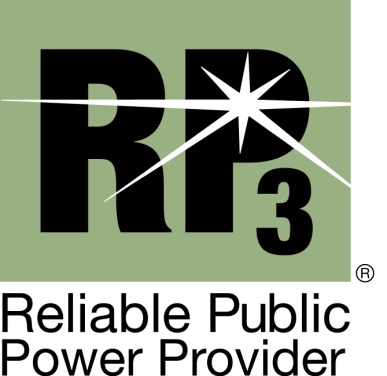 RP3
®
Reliable Public
Power Provider